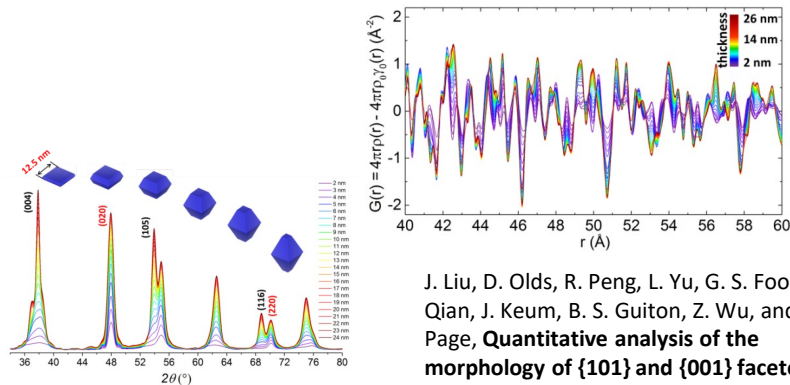 12.5 nm
(004)
(020)
(105)
(116)
(220)
2 nm
3 nm
4 nm
5 nm
6 nm
7 nm
8 nm
9 nm
10 nm
11 nm
12 nm
13 nm
14 nm
15 nm
16 nm
17 nm
18 nm
19 nm
20 nm
21 nm
22 nm
23 nm
24 nm
34 36 38 40 42 44 46 48 50 52 54 56 58 60 62 64 66 68 70 72 74 76 78 80
2θ (°)
G(r) = 4πrρ(r) - 4πrρ₀γ₀(r) (Å⁻²)
2
1
0
-1
-2
thickness
26 nm
14 nm
2 nm
40 42 44 46 48 50 52 54 56 58 60
r (Å)
J. Liu, D. Olds, R. Peng, L. Yu, G. S. Foo
Qian, J. Keum, B. S. Guiton, Z. Wu, and
Page, Quantitative analysis of the
morphology of {101} and {001} facete